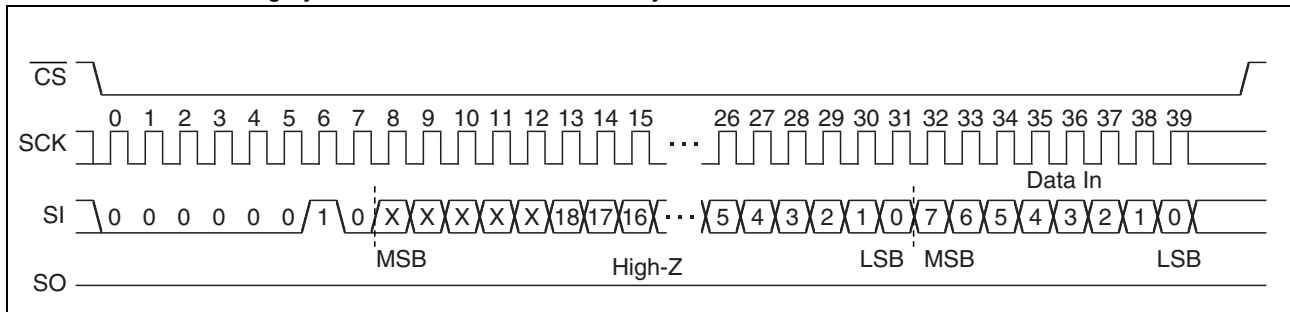 CS
0 1 2 3 4 5 6 7 8 9 10 11 12 13 14 15 26 27 28 29 30 31 32 33 34 35 36 37 38 39
SCK ...
Data In
SI 0 0 0 0 0 0 1 0 X X X X X 18 17 16 ... 5 4 3 2 1 0 7 6 5 4 3 2 1 0
MSB High-Z LSB MSB LSB
SO